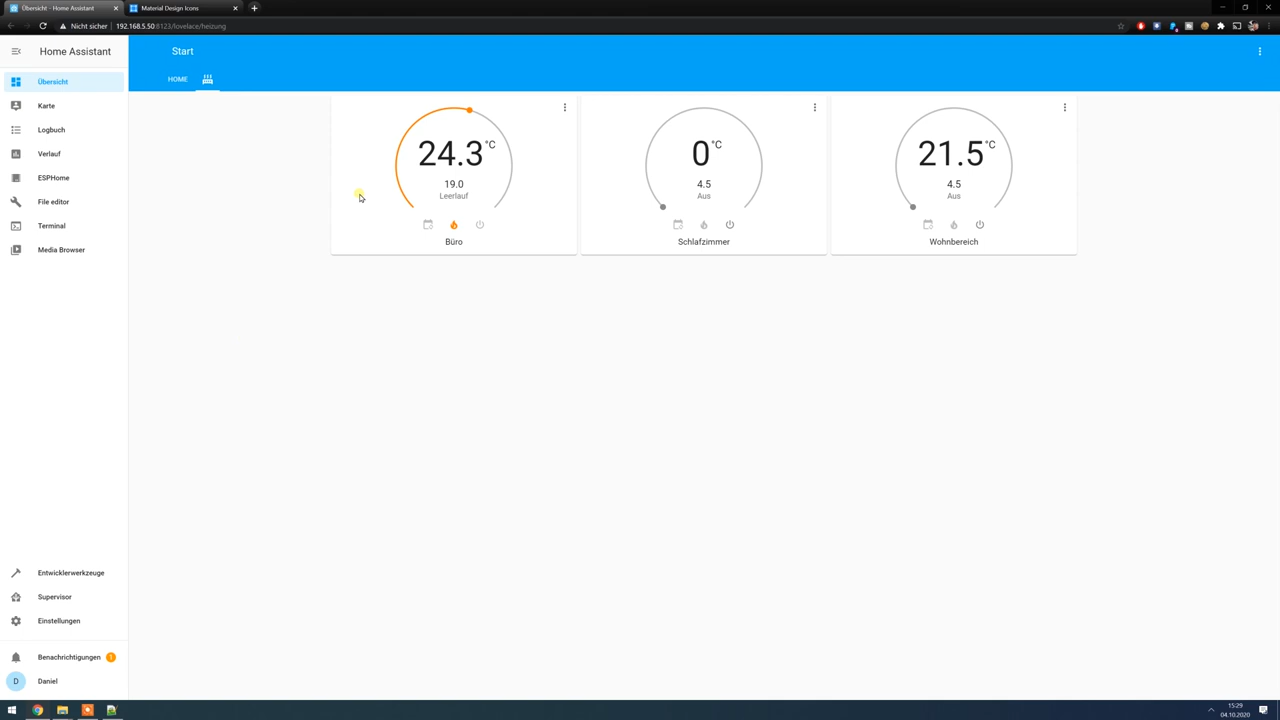 Übersicht - Home Assistant
Material Design Icons
Nicht sicher 192.168.5.50:8123/lovelace/heizung
Home Assistant
Start
HOME
Übersicht
Karte
Logbuch
Verlauf
ESPHome
File editor
Terminal
Media Browser
24.3 °C
19.0
Leerlauf
Büro
0 °C
4.5
Aus
Schlafzimmer
21.5 °C
4.5
Aus
Wohnbereich
Entwicklerwerkzeuge
Supervisor
Einstellungen
Benachrichtigungen
D Daniel
15:29
04.10.2020